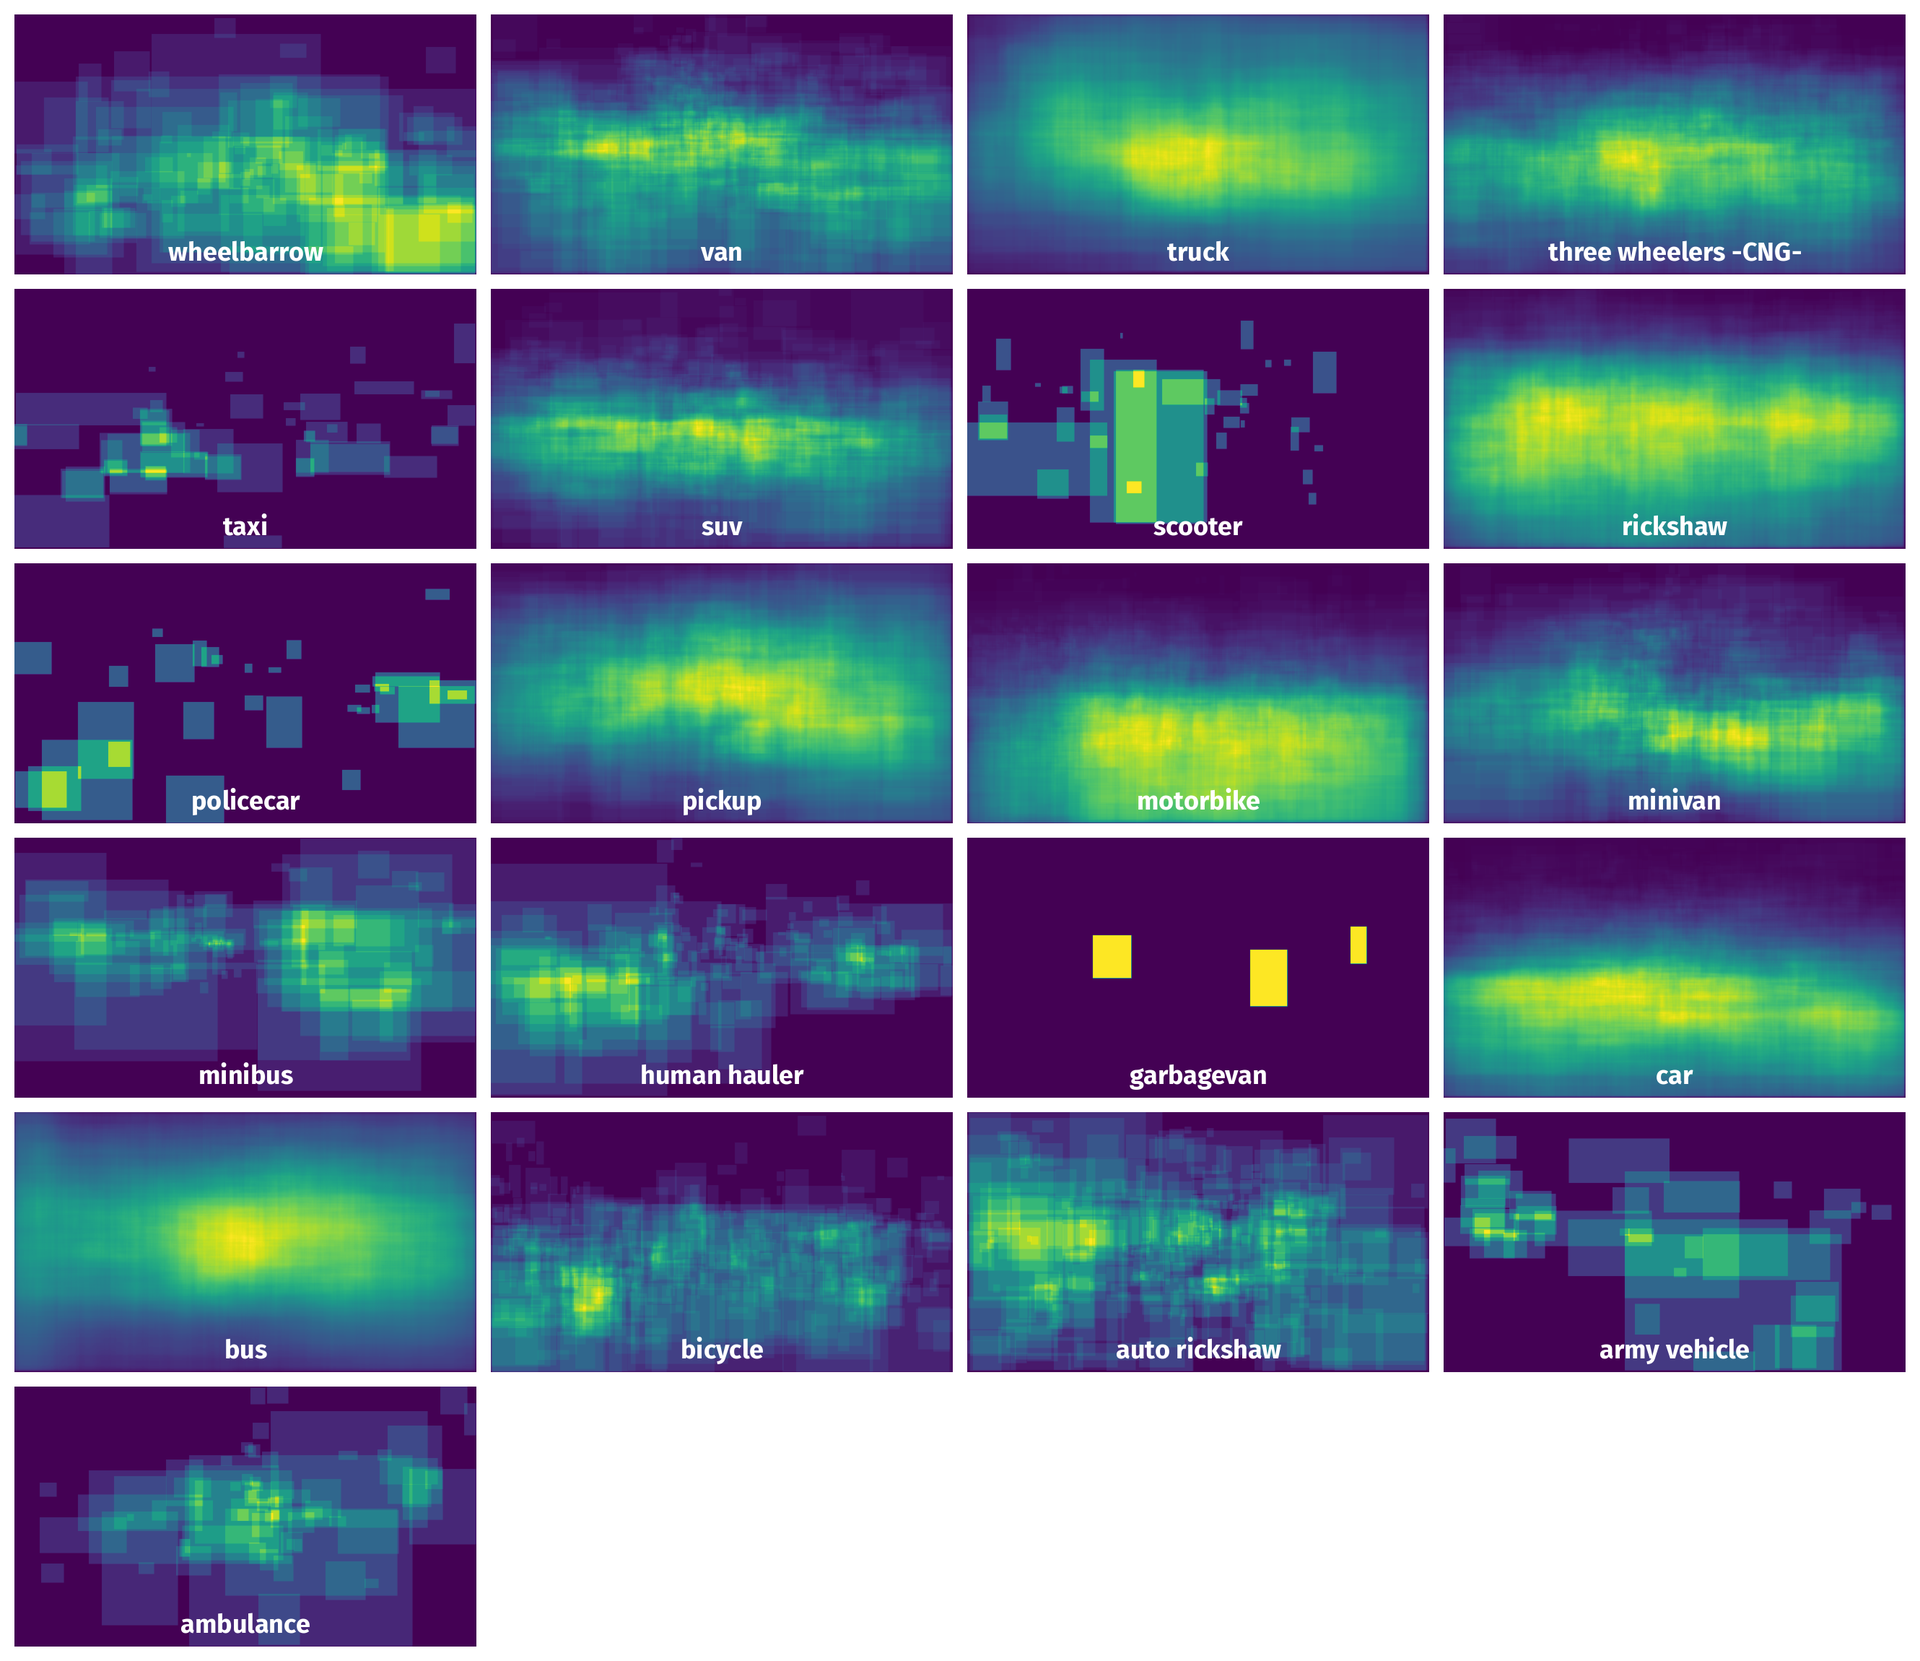 wheelbarrow
van
truck
three wheelers -CNG-
taxi
suv
scooter
rickshaw
policecar
pickup
motorbike
minivan
minibus
human hauler
garbagevan
car
bus
bicycle
auto rickshaw
army vehicle
ambulance